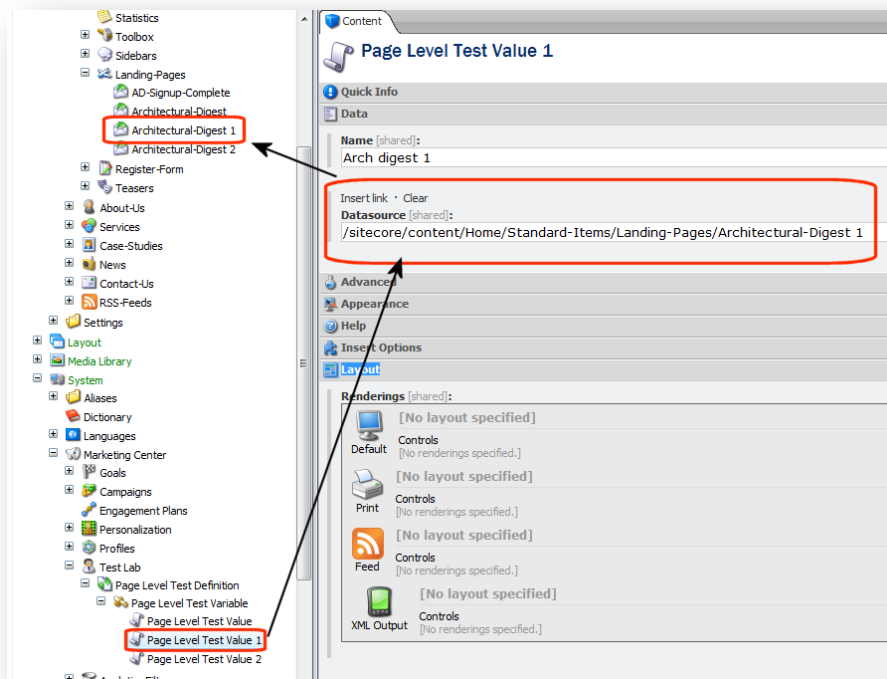 Statistics
Toolbox
Sidebars
Landing-Pages
AD-Signup-Complete
Architectural-Digest
Architectural-Digest 1
Architectural-Digest 2
Register-Form
Teasers
About-Us
Services
Case-Studies
News
Contact-Us
RSS-Feeds
Settings
Layout
Media Library
System
Aliases
Dictionary
Languages
Marketing Center
Goals
Campaigns
Engagement Plans
Personalization
Profiles
Test Lab
Page Level Test Definition
Page Level Test Variable
Page Level Test Value
Page Level Test Value 1
Page Level Test Value 2
Content
Page Level Test Value 1
Quick Info
Data
Name [shared]:
Arch digest 1
Insert link · Clear
Datasource [shared]:
/sitecore/content/Home/Standard-Items/Landing-Pages/Architectural-Digest 1
Advanced
Appearance
Help
Insert Options
Layout
Renderings [shared]:
[No layout specified]
Default
Controls
[No renderings specified.]
[No layout specified]
Print
Controls
[No renderings specified.]
[No layout specified]
Feed
Controls
[No renderings specified.]
[No layout specified]
XML Output
Controls
[No renderings specified.]